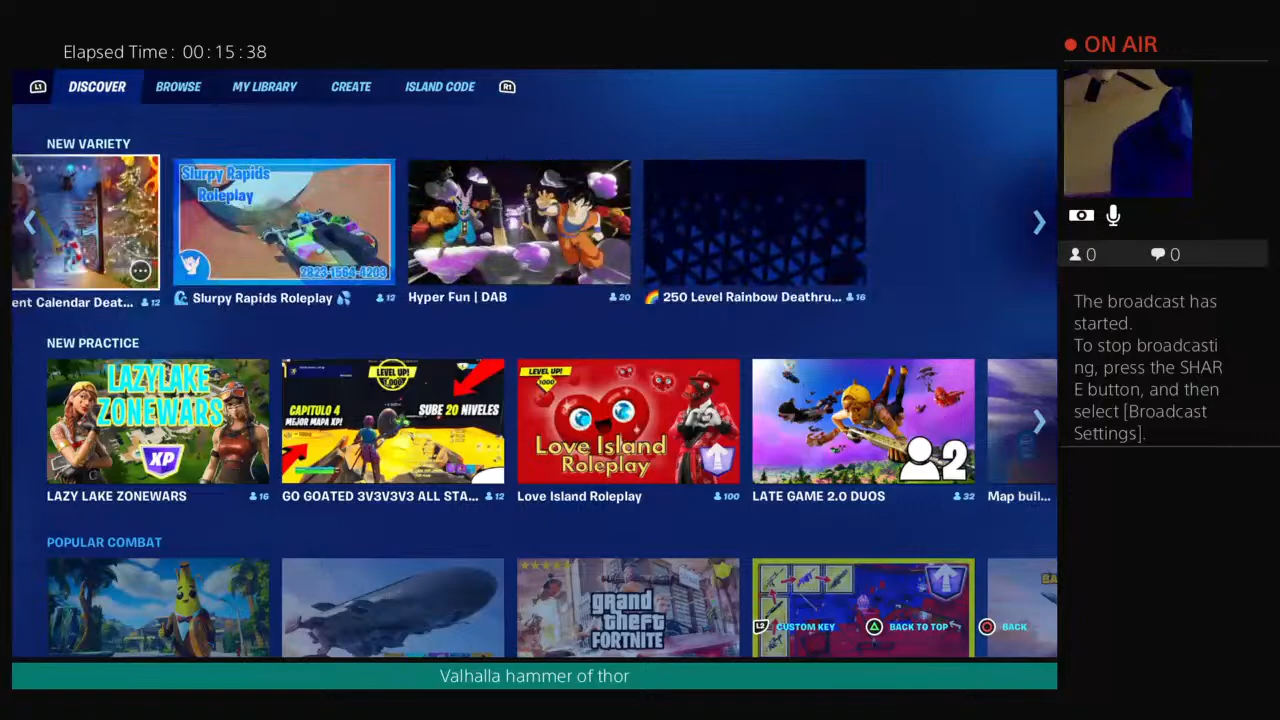 Elapsed Time: 00:15:38
ON AIR
L1 DISCOVER BROWSE MY LIBRARY CREATE ISLAND CODE R1
NEW VARIETY
Slurpy Rapids
Roleplay
2823-1564-4203
ent Calendar Deat... 12
Slurpy Rapids Roleplay 12
Hyper Fun | DAB 20
250 Level Rainbow Deathru... 16
0 0
The broadcast has
started.
To stop broadcasti
ng, press the SHAR
E button, and then
select [Broadcast
Settings].
NEW PRACTICE
LAZYLAKE
ZONEWARS
XP
LEVEL UP!
CAPITULO 4
MEJOR MAPA XP!
SUBE 20 NIVELES
LEVEL UP!
1000
Love Island
Roleplay
2
LAZY LAKE ZONEWARS 16
GO GOATED 3V3V3V3 ALL STA... 12
Love Island Roleplay 100
LATE GAME 2.0 DUOS 32
Map buil...
POPULAR COMBAT
grand
theft
FORTNITE
BA
L2 CUSTOM KEY
BACK TO TOP
BACK
Valhalla hammer of thor